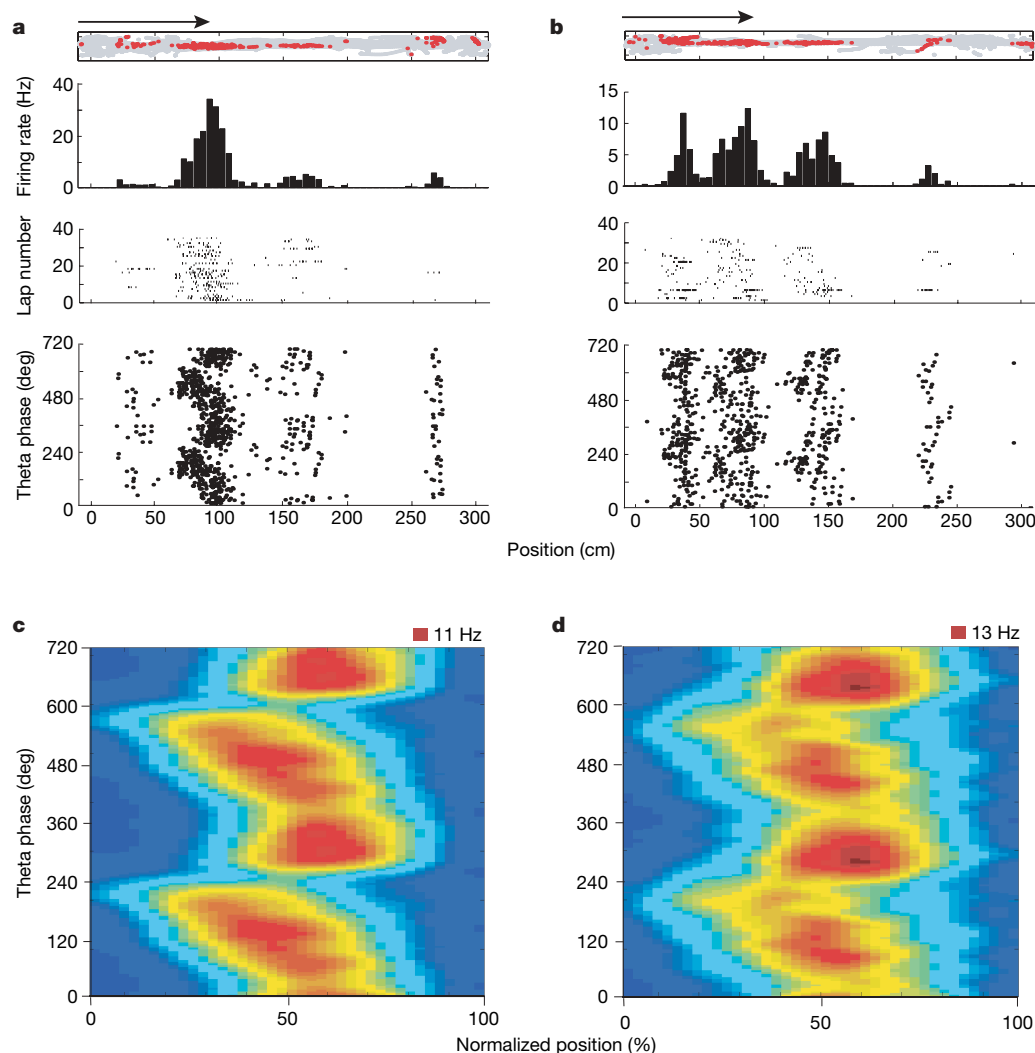 a
b
Firing rate (Hz)
40
20
0
15
10
5
0
Lap number
40
20
0
40
20
0
Theta phase (deg)
720
480
240
0
720
480
240
0
0 50 100 150 200 250 300
0 50 100 150 200 250 300
Position (cm)
c
11 Hz
d
13 Hz
Theta phase (deg)
720
600
480
360
240
120
0
720
600
480
360
240
120
0
0 50 100
0 50 100
Normalized position (%)